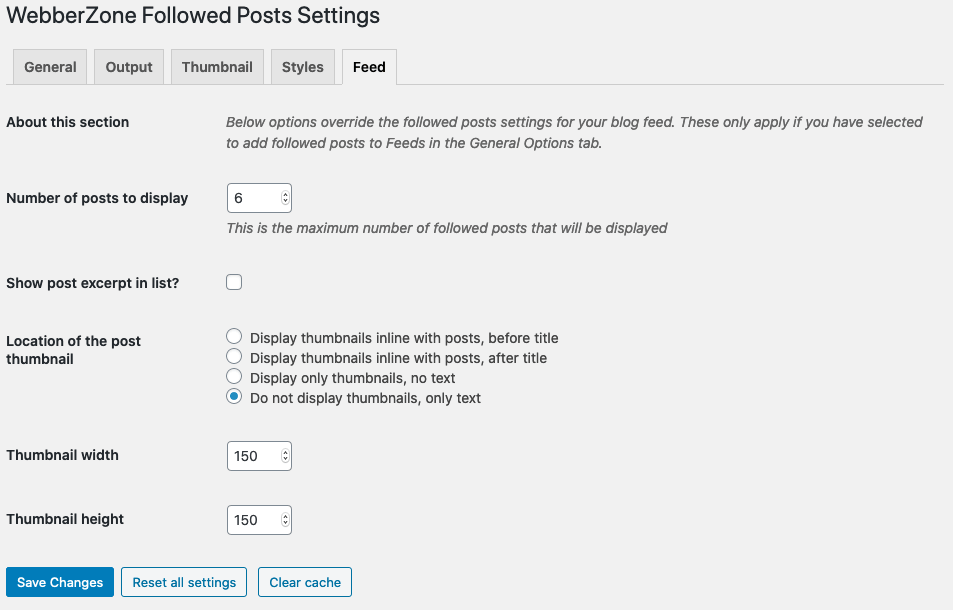 WebberZone Followed Posts Settings
General Output Thumbnail Styles Feed
About this section
Below options override the followed posts settings for your blog feed. These only apply if you have selected
to add followed posts to Feeds in the General Options tab.
Number of posts to display
6
This is the maximum number of followed posts that will be displayed
Show post excerpt in list?
Location of the post
thumbnail
Display thumbnails inline with posts, before title
Display thumbnails inline with posts, after title
Display only thumbnails, no text
Do not display thumbnails, only text
Thumbnail width
150
Thumbnail height
150
Save Changes Reset all settings Clear cache